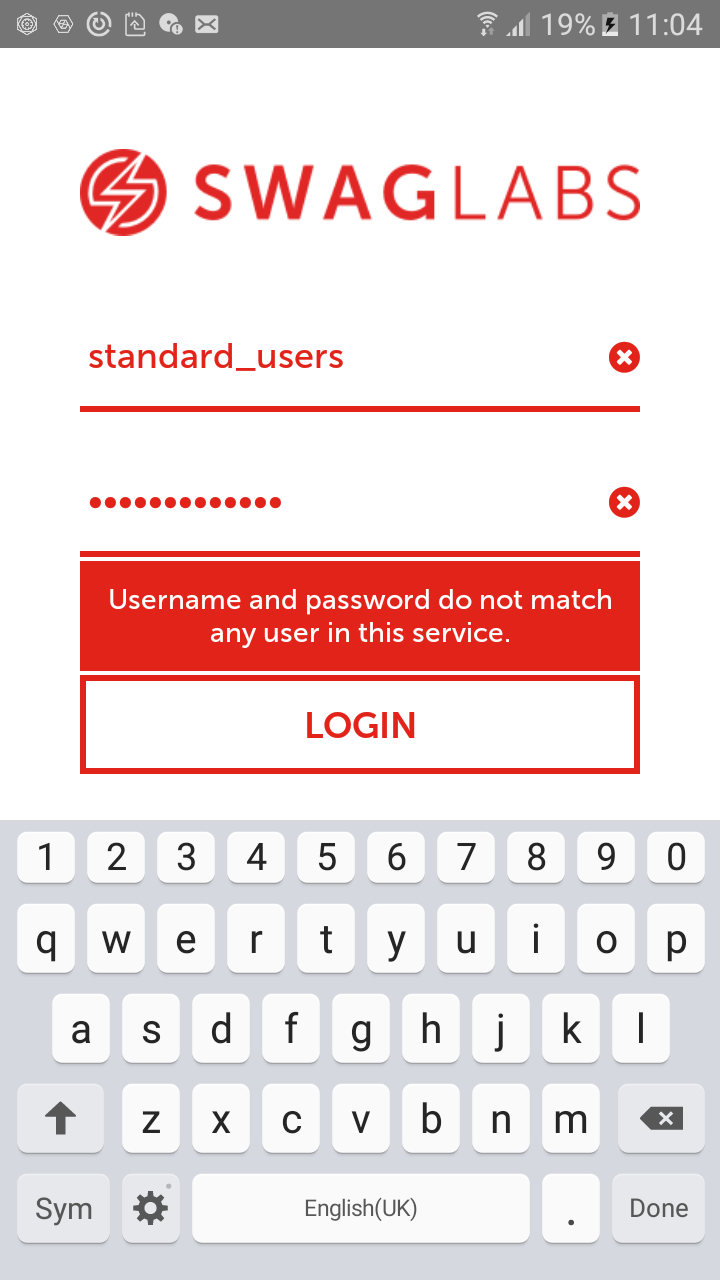 19% 11:04
SWAGLABS
standard_users
•••••••••••••
Username and password do not match
any user in this service.
LOGIN
1 2 3 4 5 6 7 8 9 0
q w e r t y u i o p
a s d f g h j k l
z x c v b n m
Sym English(UK) . Done